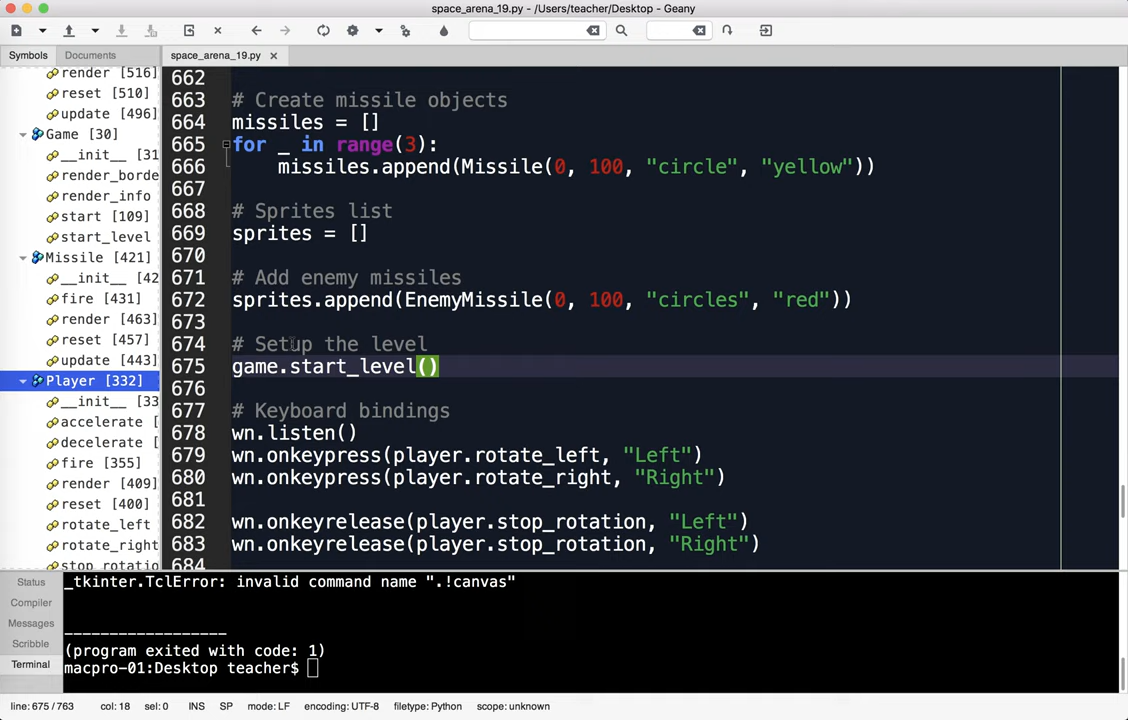 space_arena_19.py - /Users/teacher/Desktop - Geany
Symbols
Documents
space_arena_19.py
render [516]
reset [510]
update [496]
Game [30]
__init__ [31
render_borde
render_info
start [109]
start_level
Missile [421]
__init__ [42
fire [431]
render [463]
reset [457]
update [443]
Player [332]
__init__ [33
accelerate [
decelerate [
fire [355]
render [409]
reset [400]
rotate_left
rotate_right
stop_rotatio
662
663 # Create missile objects
664 missiles = []
665 for _ in range(3):
666 missiles.append(Missile(0, 100, "circle", "yellow"))
667
668 # Sprites list
669 sprites = []
670
671 # Add enemy missiles
672 sprites.append(EnemyMissile(0, 100, "circles", "red"))
673
674 # Setup the level
675 game.start_level()
676
677 # Keyboard bindings
678 wn.listen()
679 wn.onkeypress(player.rotate_left, "Left")
680 wn.onkeypress(player.rotate_right, "Right")
681
682 wn.onkeyrelease(player.stop_rotation, "Left")
683 wn.onkeyrelease(player.stop_rotation, "Right")
684
Status
Compiler
Messages
Scribble
Terminal
_tkinter.TclError: invalid command name ".!canvas"
------------------
(program exited with code: 1)
macpro-01:Desktop teacher$
line: 675 / 763 col: 18 sel: 0 INS SP mode: LF encoding: UTF-8 filetype: Python scope: unknown